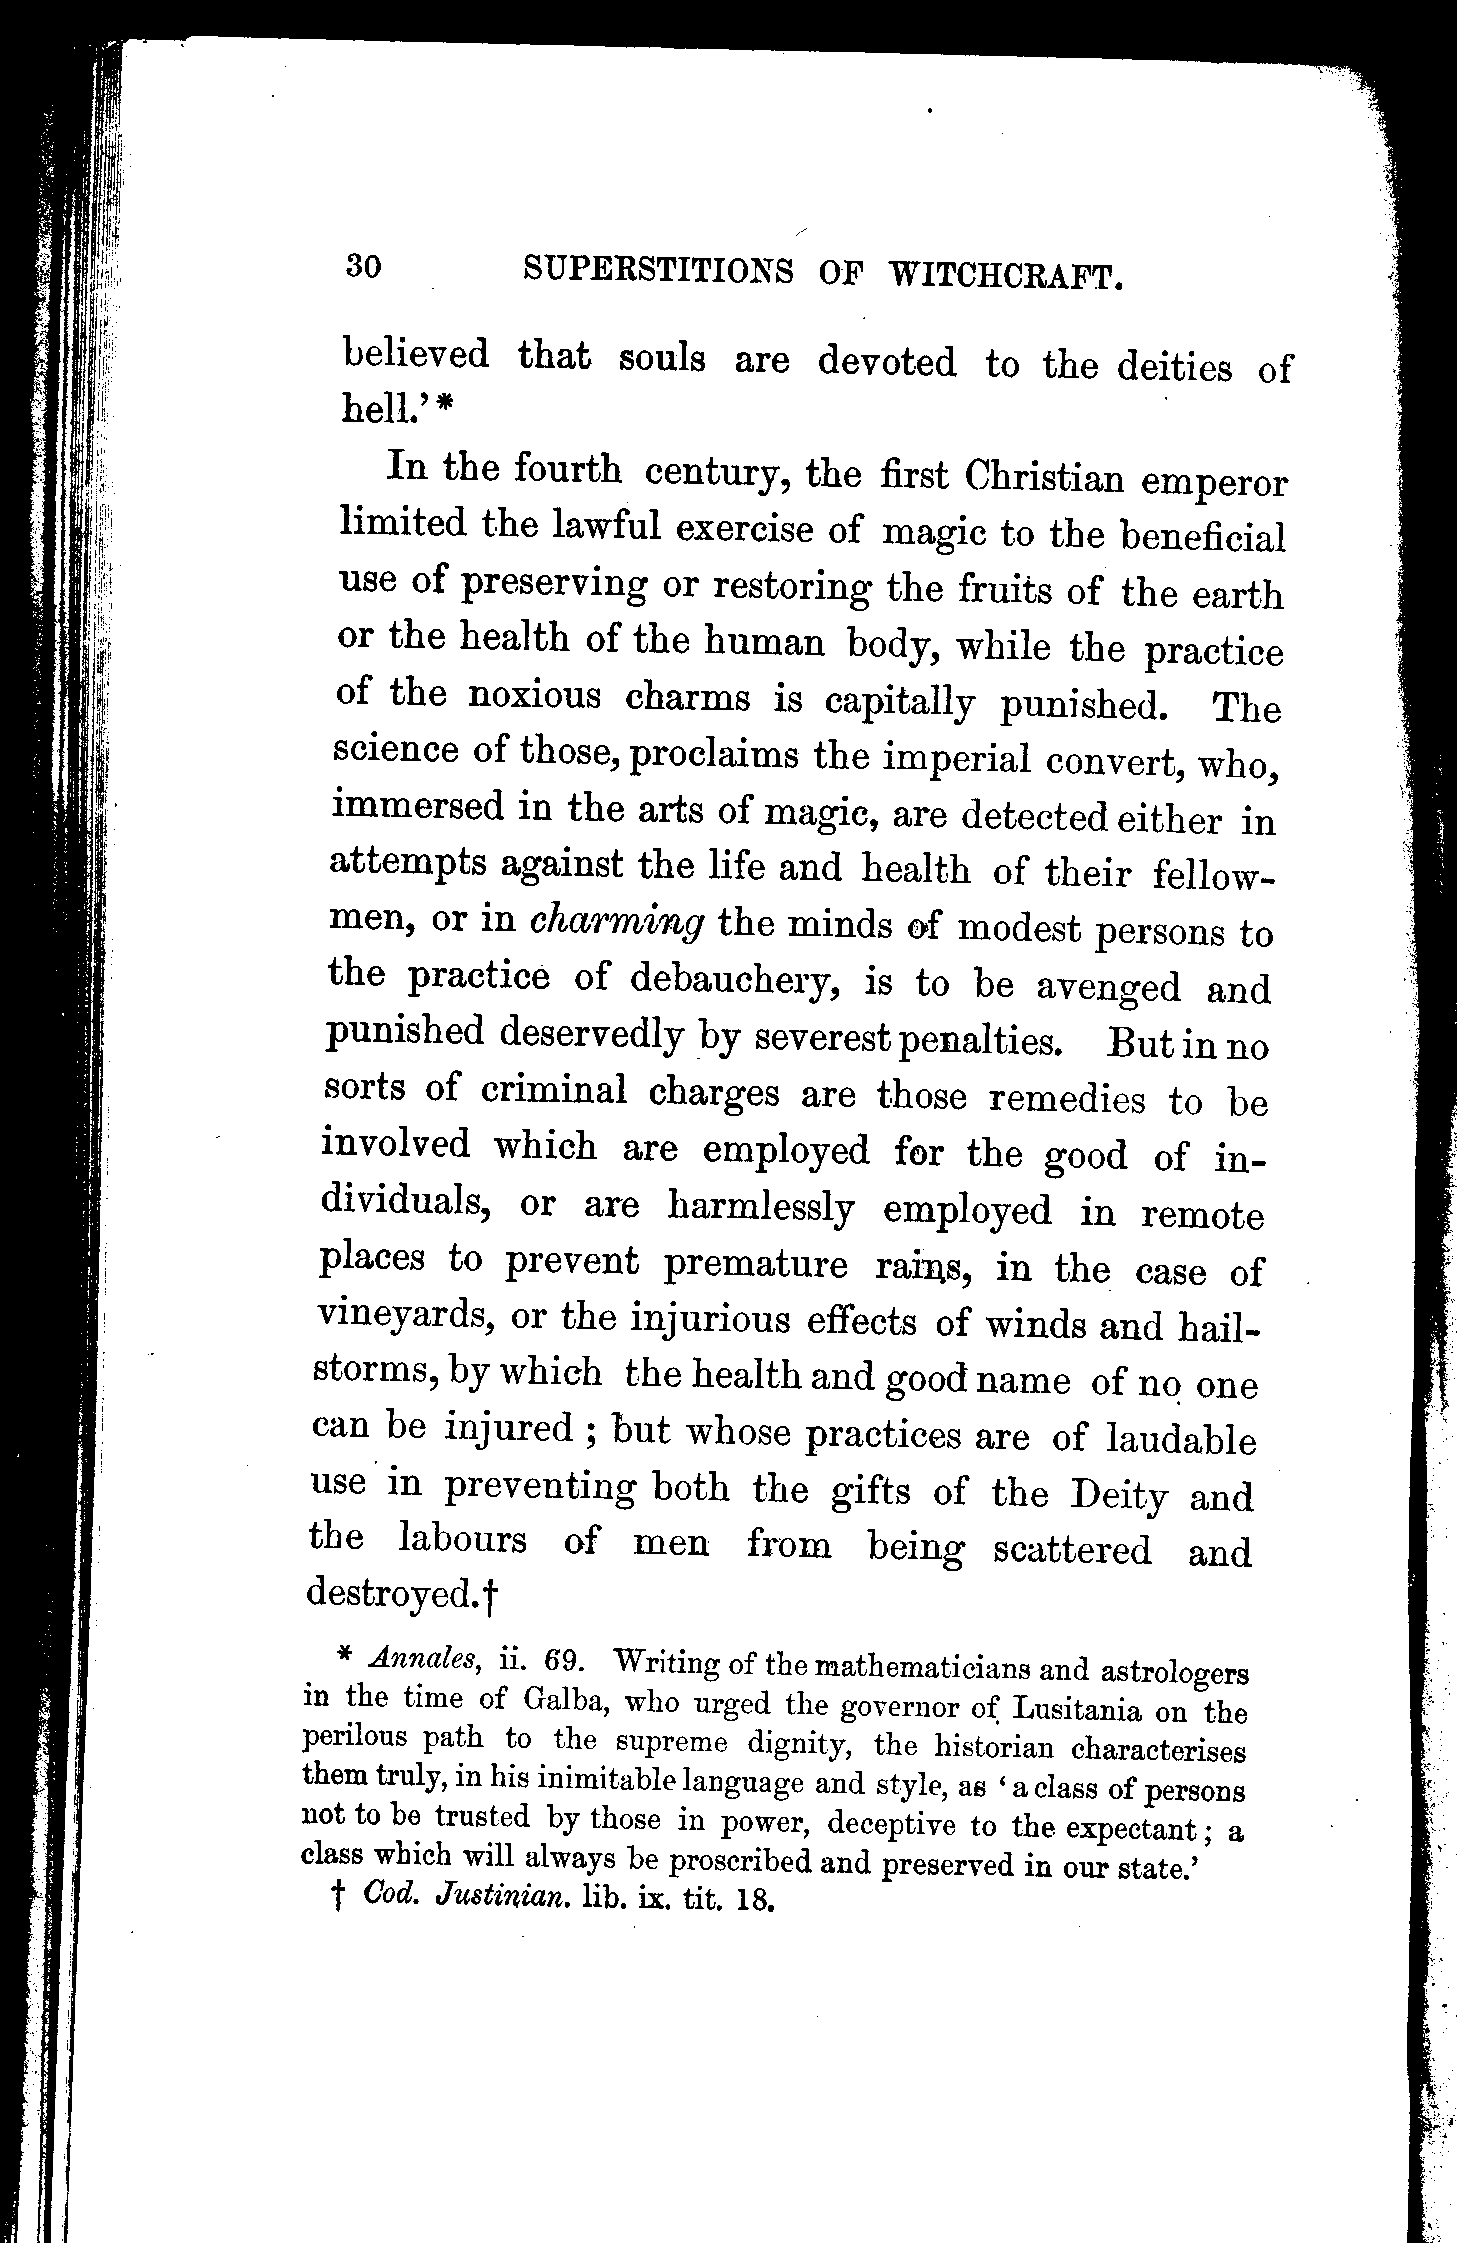 30 SUPERSTITIONS OF WITCHCRAFT.
believed that souls are devoted to the deities of
hell.’*
In the fourth century, the first Christian emperor
limited the lawful exercise of magic to the beneficial
use of preserving or restoring the fruits of the earth
or the health of the human body, while the practice
of the noxious charms is capitally punished. The
science of those, proclaims the imperial convert, who,
immersed in the arts of magic, are detected either in
attempts against the life and health of their fellow-
men, or in charming the minds of modest persons to
the practice of debauchery, is to be avenged and
punished deservedly by severest penalties. But in no
sorts of criminal charges are those remedies to be
involved which are employed for the good of in-
dividuals, or are harmlessly employed in remote
places to prevent premature rains, in the case of
vineyards, or the injurious effects of winds and hail-
storms, by which the health and good name of no one
can be injured ; but whose practices are of laudable
use in preventing both the gifts of the Deity and
the labours of men from being scattered and
destroyed.†
* Annales, ii. 69. Writing of the mathematicians and astrologers
in the time of Galba, who urged the governor of Lusitania on the
perilous path to the supreme dignity, the historian characterises
them truly, in his inimitable language and style, as ‘a class of persons
not to be trusted by those in power, deceptive to the expectant ; a
class which will always be proscribed and preserved in our state.’
† Cod. Justinian. lib. ix. tit. 18.